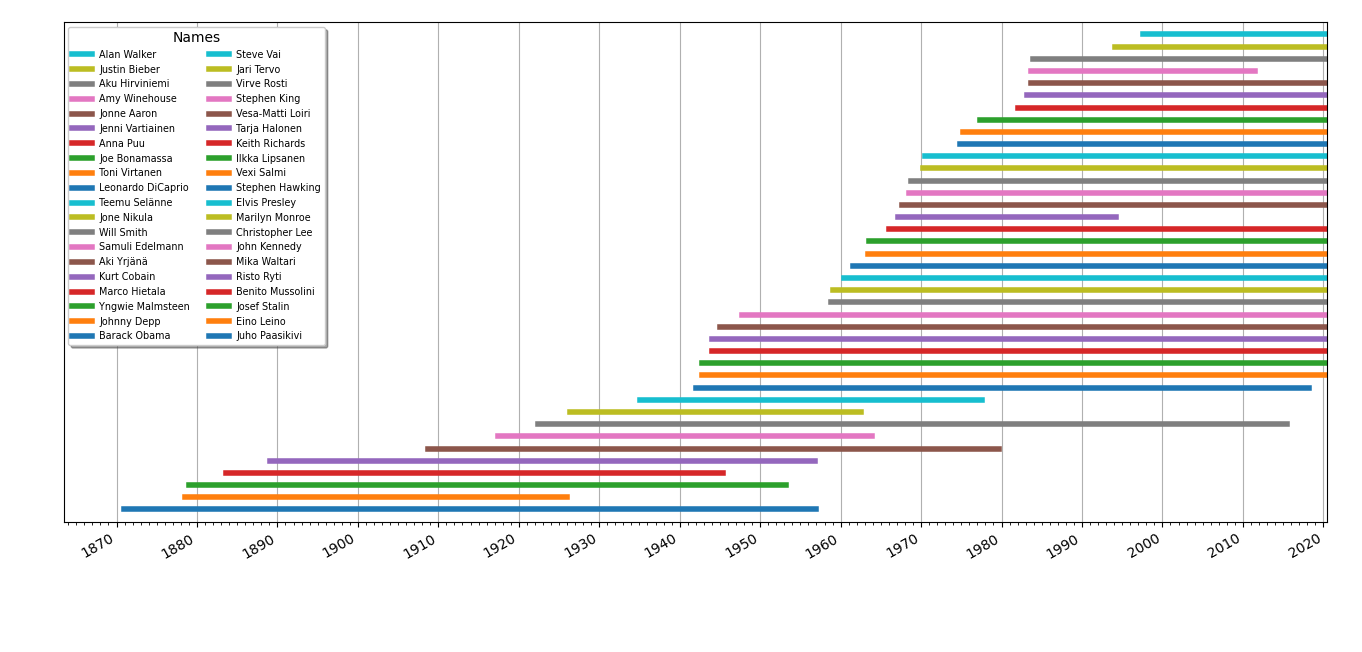 Names
Alan Walker Steve Vai
Justin Bieber Jari Tervo
Aku Hirviniemi Virve Rosti
Amy Winehouse Stephen King
Jonne Aaron Vesa-Matti Loiri
Jenni Vartiainen Tarja Halonen
Anna Puu Keith Richards
Joe Bonamassa Ilkka Lipsanen
Toni Virtanen Vexi Salmi
Leonardo DiCaprio Stephen Hawking
Teemu Selänne Elvis Presley
Jone Nikula Marilyn Monroe
Will Smith Christopher Lee
Samuli Edelmann John Kennedy
Aki Yrjänä Mika Waltari
Kurt Cobain Risto Ryti
Marco Hietala Benito Mussolini
Yngwie Malmsteen Josef Stalin
Johnny Depp Eino Leino
Barack Obama Juho Paasikivi
1870 1880 1890 1900 1910 1920 1930 1940 1950 1960 1970 1980 1990 2000 2010 2020